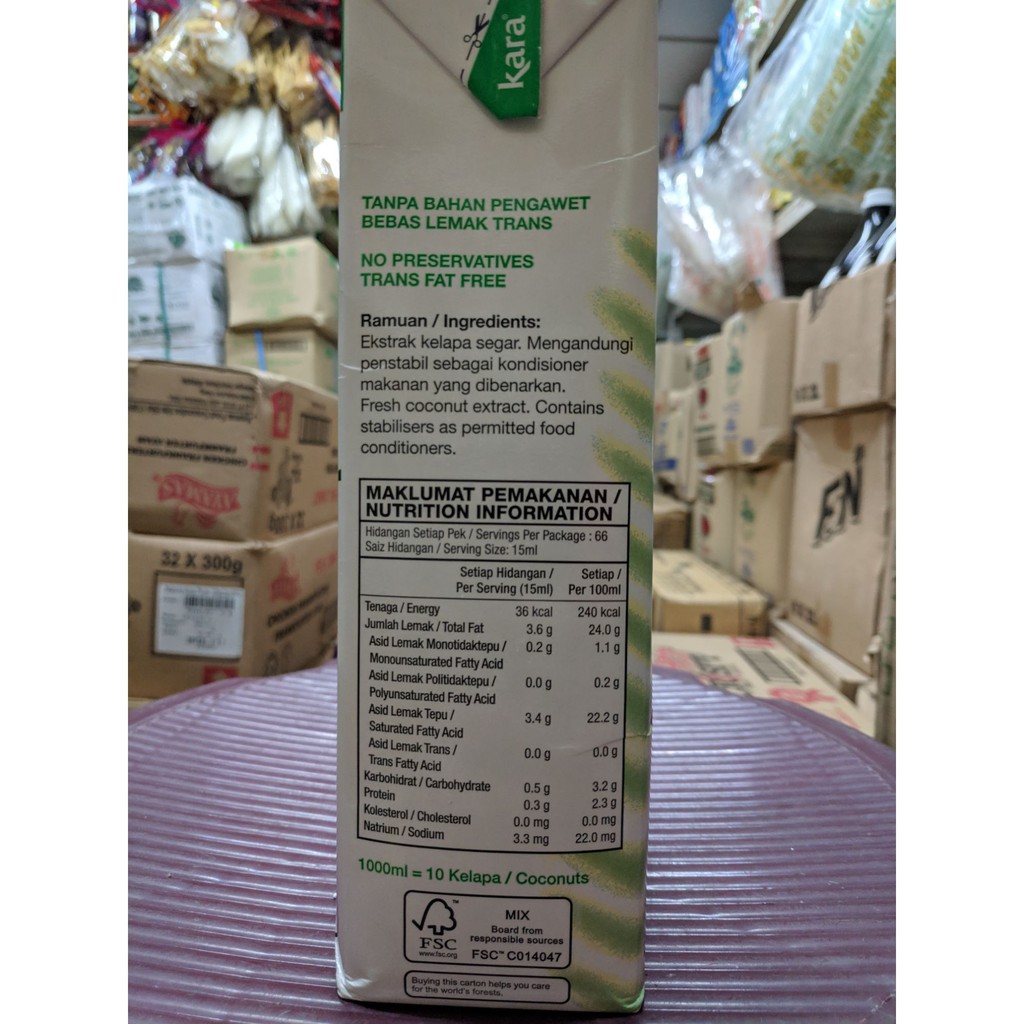 kara
TANPA BAHAN PENGAWET
BEBAS LEMAK TRANS
NO PRESERVATIVES
TRANS FAT FREE
Ramuan / Ingredients:
Ekstrak kelapa segar. Mengandungi
penstabil sebagai kondisioner
makanan yang dibenarkan.
Fresh coconut extract. Contains
stabilisers as permitted food
conditioners.
MAKLUMAT PEMAKANAN /
NUTRITION INFORMATION
Hidangan Setiap Pek / Servings Per Package : 66
Saiz Hidangan / Serving Size: 15ml
Setiap Hidangan / Setiap /
Per Serving (15ml) Per 100ml
Tenaga / Energy 36 kcal 240 kcal
Jumlah Lemak / Total Fat 3.6 g 24.0 g
Asid Lemak Monotidaktepu / 0.2 g 1.1 g
Monounsaturated Fatty Acid
Asid Lemak Politidaktepu / 0.0 g 0.2 g
Polyunsaturated Fatty Acid
Asid Lemak Tepu / 3.4 g 22.2 g
Saturated Fatty Acid
Asid Lemak Trans / 0.0 g 0.0 g
Trans Fatty Acid
Karbohidrat / Carbohydrate 0.5 g 3.2 g
Protein 0.3 g 2.3 g
Kolesterol / Cholesterol 0.0 mg 0.0 mg
Natrium / Sodium 3.3 mg 22.0 mg
1000ml = 10 Kelapa / Coconuts
FSC
www.fsc.org
MIX
Board from
responsible sources
FSC™ C014047
Buying this carton helps you care
for the world's forests.
32 X 300g
F&N